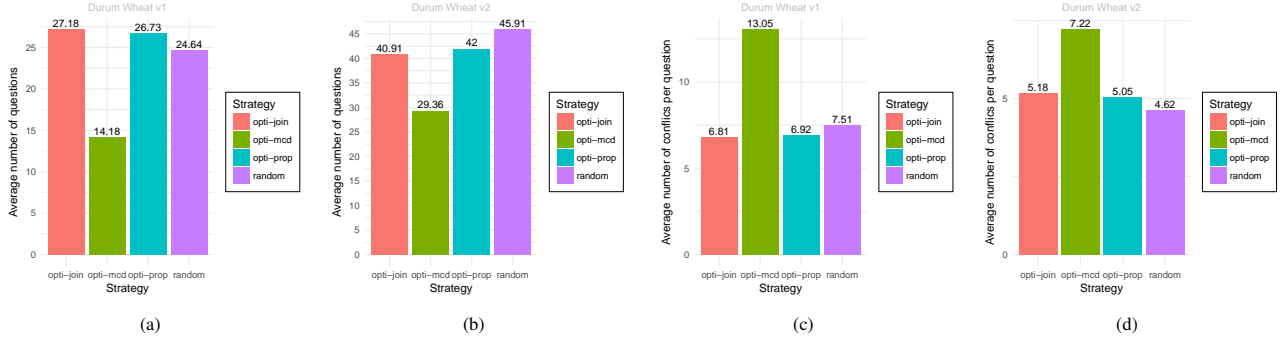 Durum Wheat v1
Average number of questions
25
20
15
10
5
0
27.18
14.18
26.73
24.64
opti−join
opti−mcd
opti−prop
random
Strategy
Strategy
opti−join
opti−mcd
opti−prop
random
(a)
Durum Wheat v2
Average number of questions
45
40
35
30
25
20
15
10
5
0
40.91
29.36
42
45.91
opti−join
opti−mcd
opti−prop
random
Strategy
Strategy
opti−join
opti−mcd
opti−prop
random
(b)
Durum Wheat v1
Average number of conflics per question
10
5
0
6.81
13.05
6.92
7.51
opti−join
opti−mcd
opti−prop
random
Strategy
Strategy
opti−join
opti−mcd
opti−prop
random
(c)
Durum Wheat v2
Average number of conflics per question
5
0
5.18
7.22
5.05
4.62
opti−join
opti−mcd
opti−prop
random
Strategy
Strategy
opti−join
opti−mcd
opti−prop
random
(d)